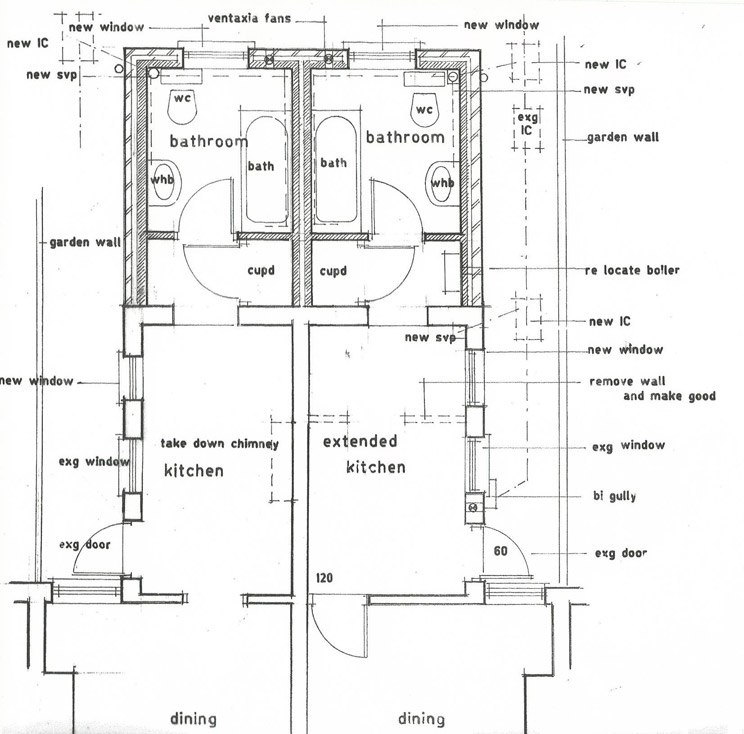 ventaxia fans
new window
new window
new IC
new IC
new svp
new svp
wc
wc
exg
IC
bathroom
bathroom
garden wall
bath
bath
whb
whb
garden wall
cupd
cupd
re locate boiler
new IC
new svp
new window
new window
remove wall
and make good
take down chimney
extended
exg window
exg window
kitchen
kitchen
bi gully
exg door
60
exg door
120
dining
dining